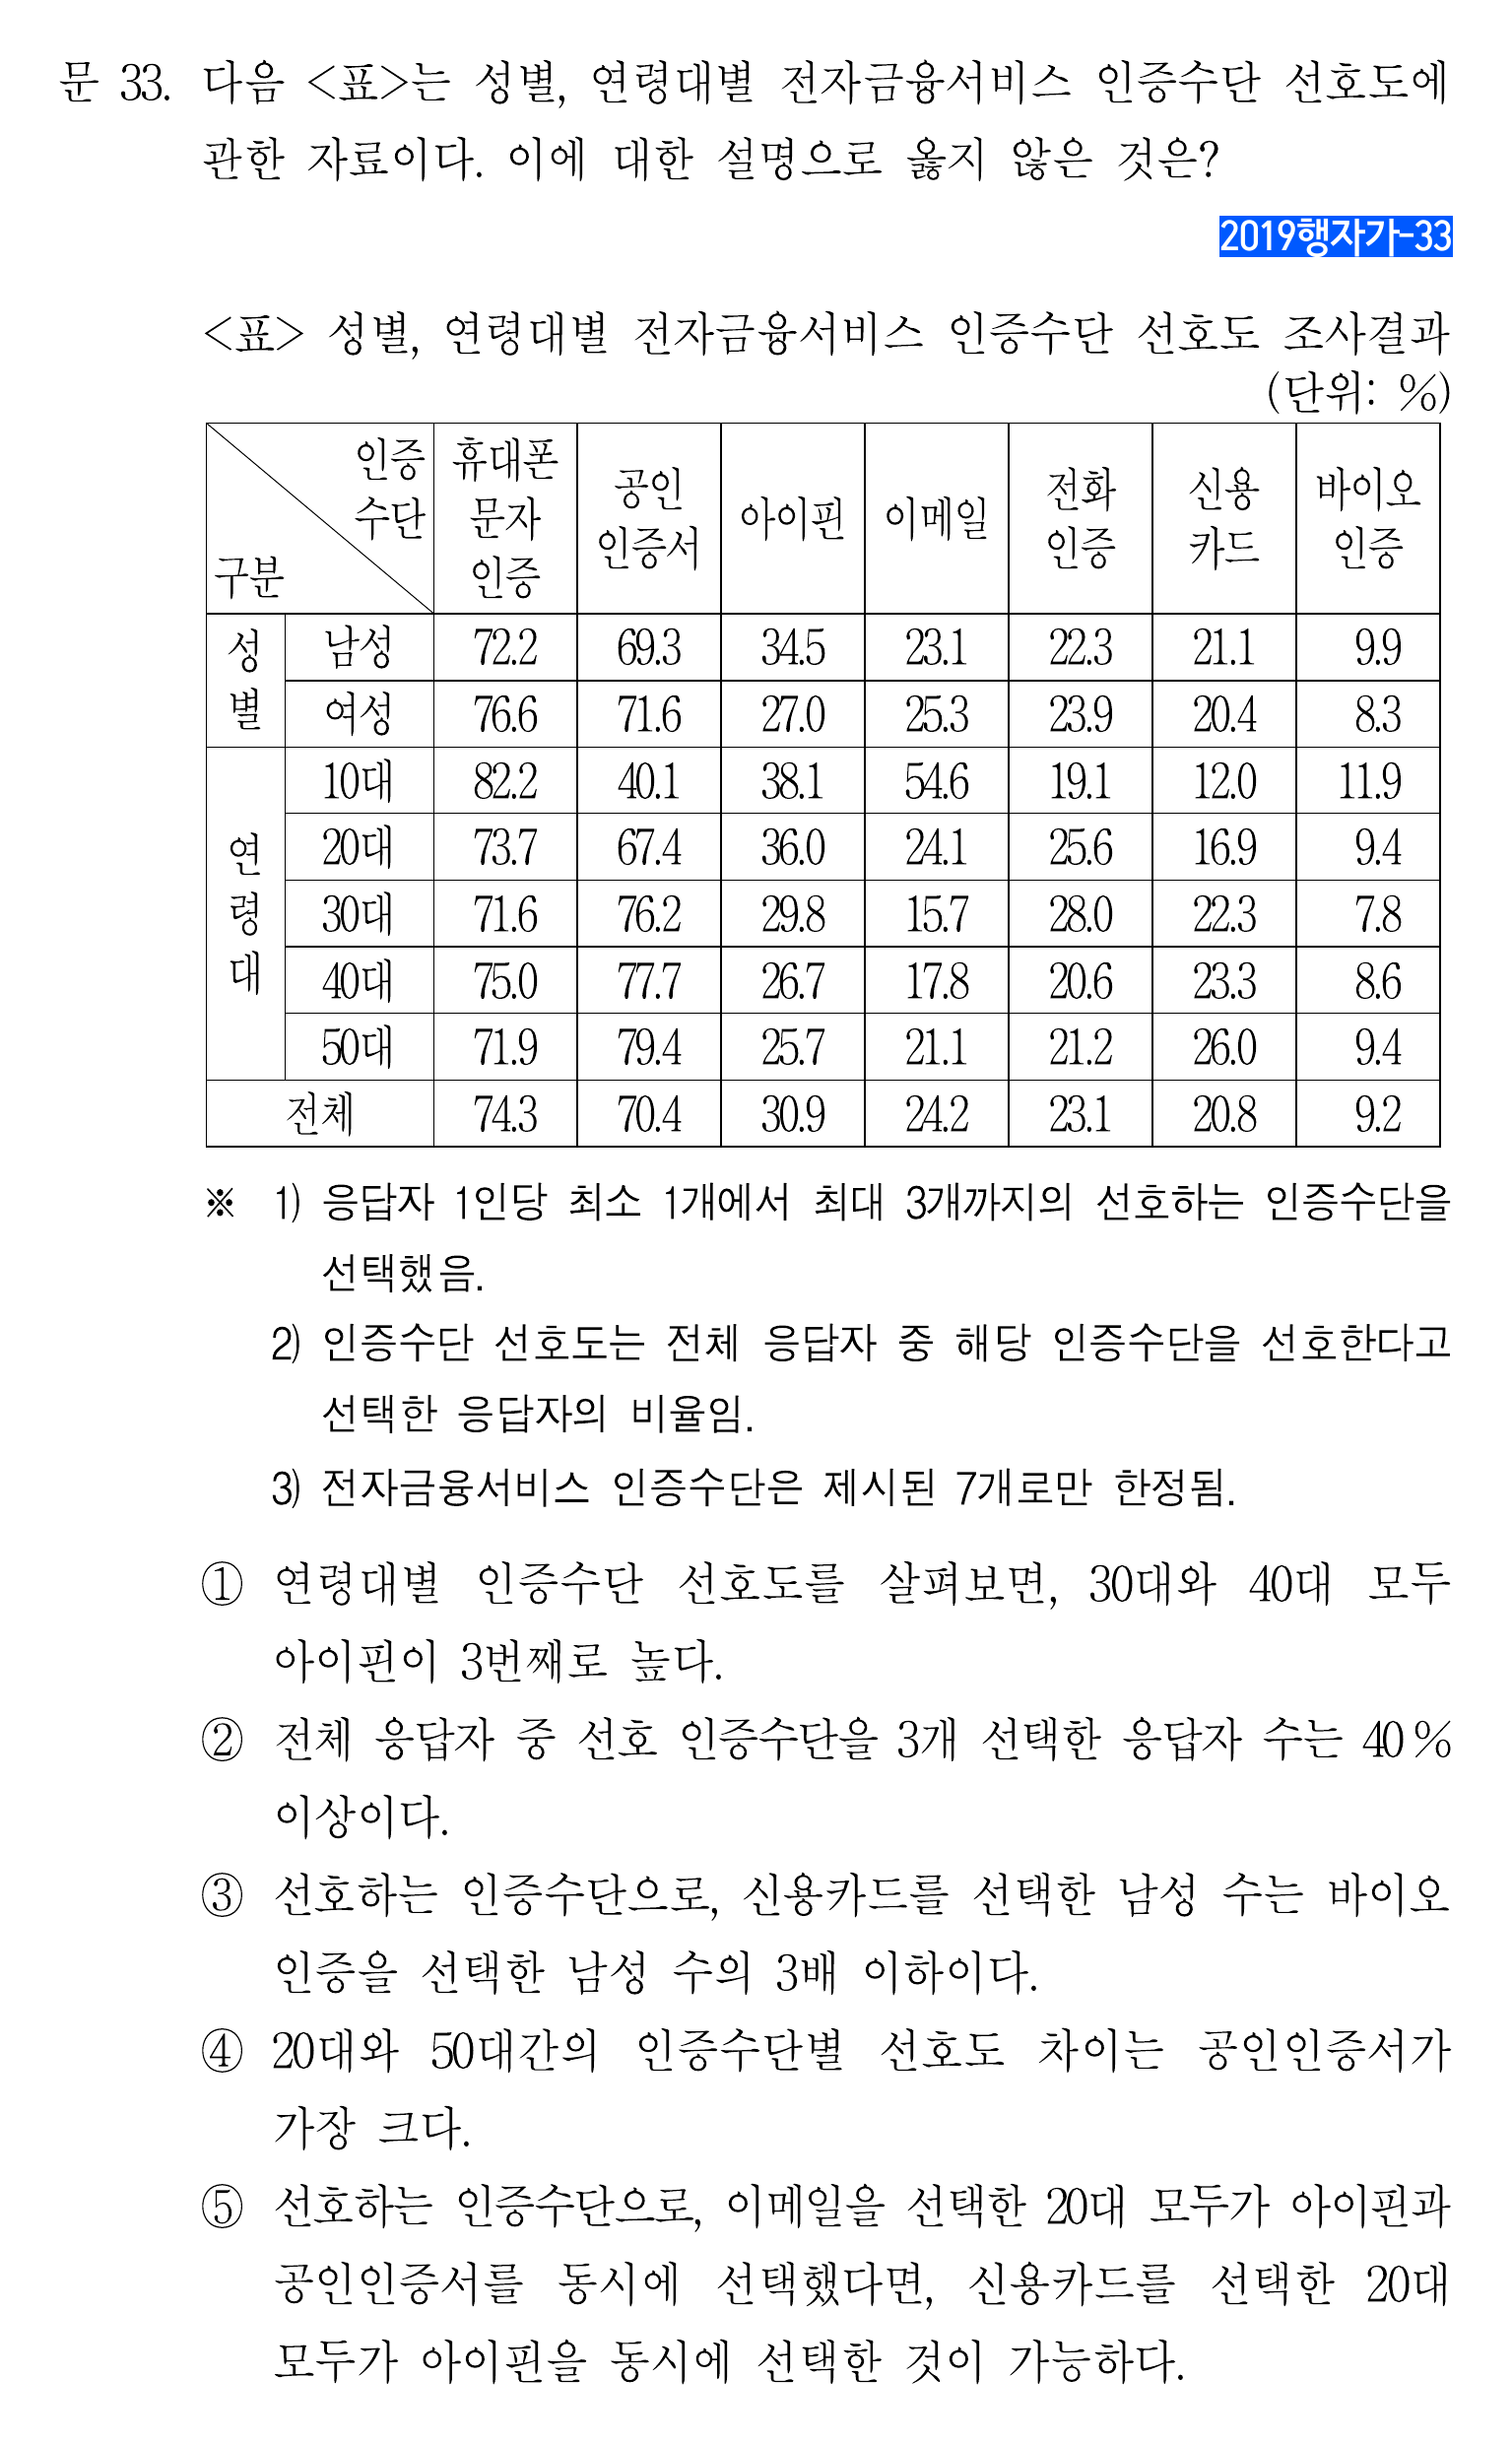 문 33. 다음 <표>는 성별, 연령대별 전자금융서비스 인증수단 선호도에
관한 자료이다. 이에 대한 설명으로 옳지 않은 것은?
2019행자가-33
<표> 성별, 연령대별 전자금융서비스 인증수단 선호도 조사결과
(단위: %)
인증
수단
구분
휴대폰
문자
인증
공인
인증서
아이핀
이메일
전화
인증
신용
카드
바이오
인증
성
별
남성 72.2 69.3 34.5 23.1 22.3 21.1 9.9
여성 76.6 71.6 27.0 25.3 23.9 20.4 8.3
연
령
대
10대 82.2 40.1 38.1 54.6 19.1 12.0 11.9
20대 73.7 67.4 36.0 24.1 25.6 16.9 9.4
30대 71.6 76.2 29.8 15.7 28.0 22.3 7.8
40대 75.0 77.7 26.7 17.8 20.6 23.3 8.6
50대 71.9 79.4 25.7 21.1 21.2 26.0 9.4
전체 74.3 70.4 30.9 24.2 23.1 20.8 9.2
※ 1) 응답자 1인당 최소 1개에서 최대 3개까지의 선호하는 인증수단을
선택했음.
2) 인증수단 선호도는 전체 응답자 중 해당 인증수단을 선호한다고
선택한 응답자의 비율임.
3) 전자금융서비스 인증수단은 제시된 7개로만 한정됨.
① 연령대별 인증수단 선호도를 살펴보면, 30대와 40대 모두
아이핀이 3번째로 높다.
② 전체 응답자 중 선호 인증수단을 3개 선택한 응답자 수는 40%
이상이다.
③ 선호하는 인증수단으로, 신용카드를 선택한 남성 수는 바이오
인증을 선택한 남성 수의 3배 이하이다.
④ 20대와 50대간의 인증수단별 선호도 차이는 공인인증서가
가장 크다.
⑤ 선호하는 인증수단으로, 이메일을 선택한 20대 모두가 아이핀과
공인인증서를 동시에 선택했다면, 신용카드를 선택한 20대
모두가 아이핀을 동시에 선택한 것이 가능하다.